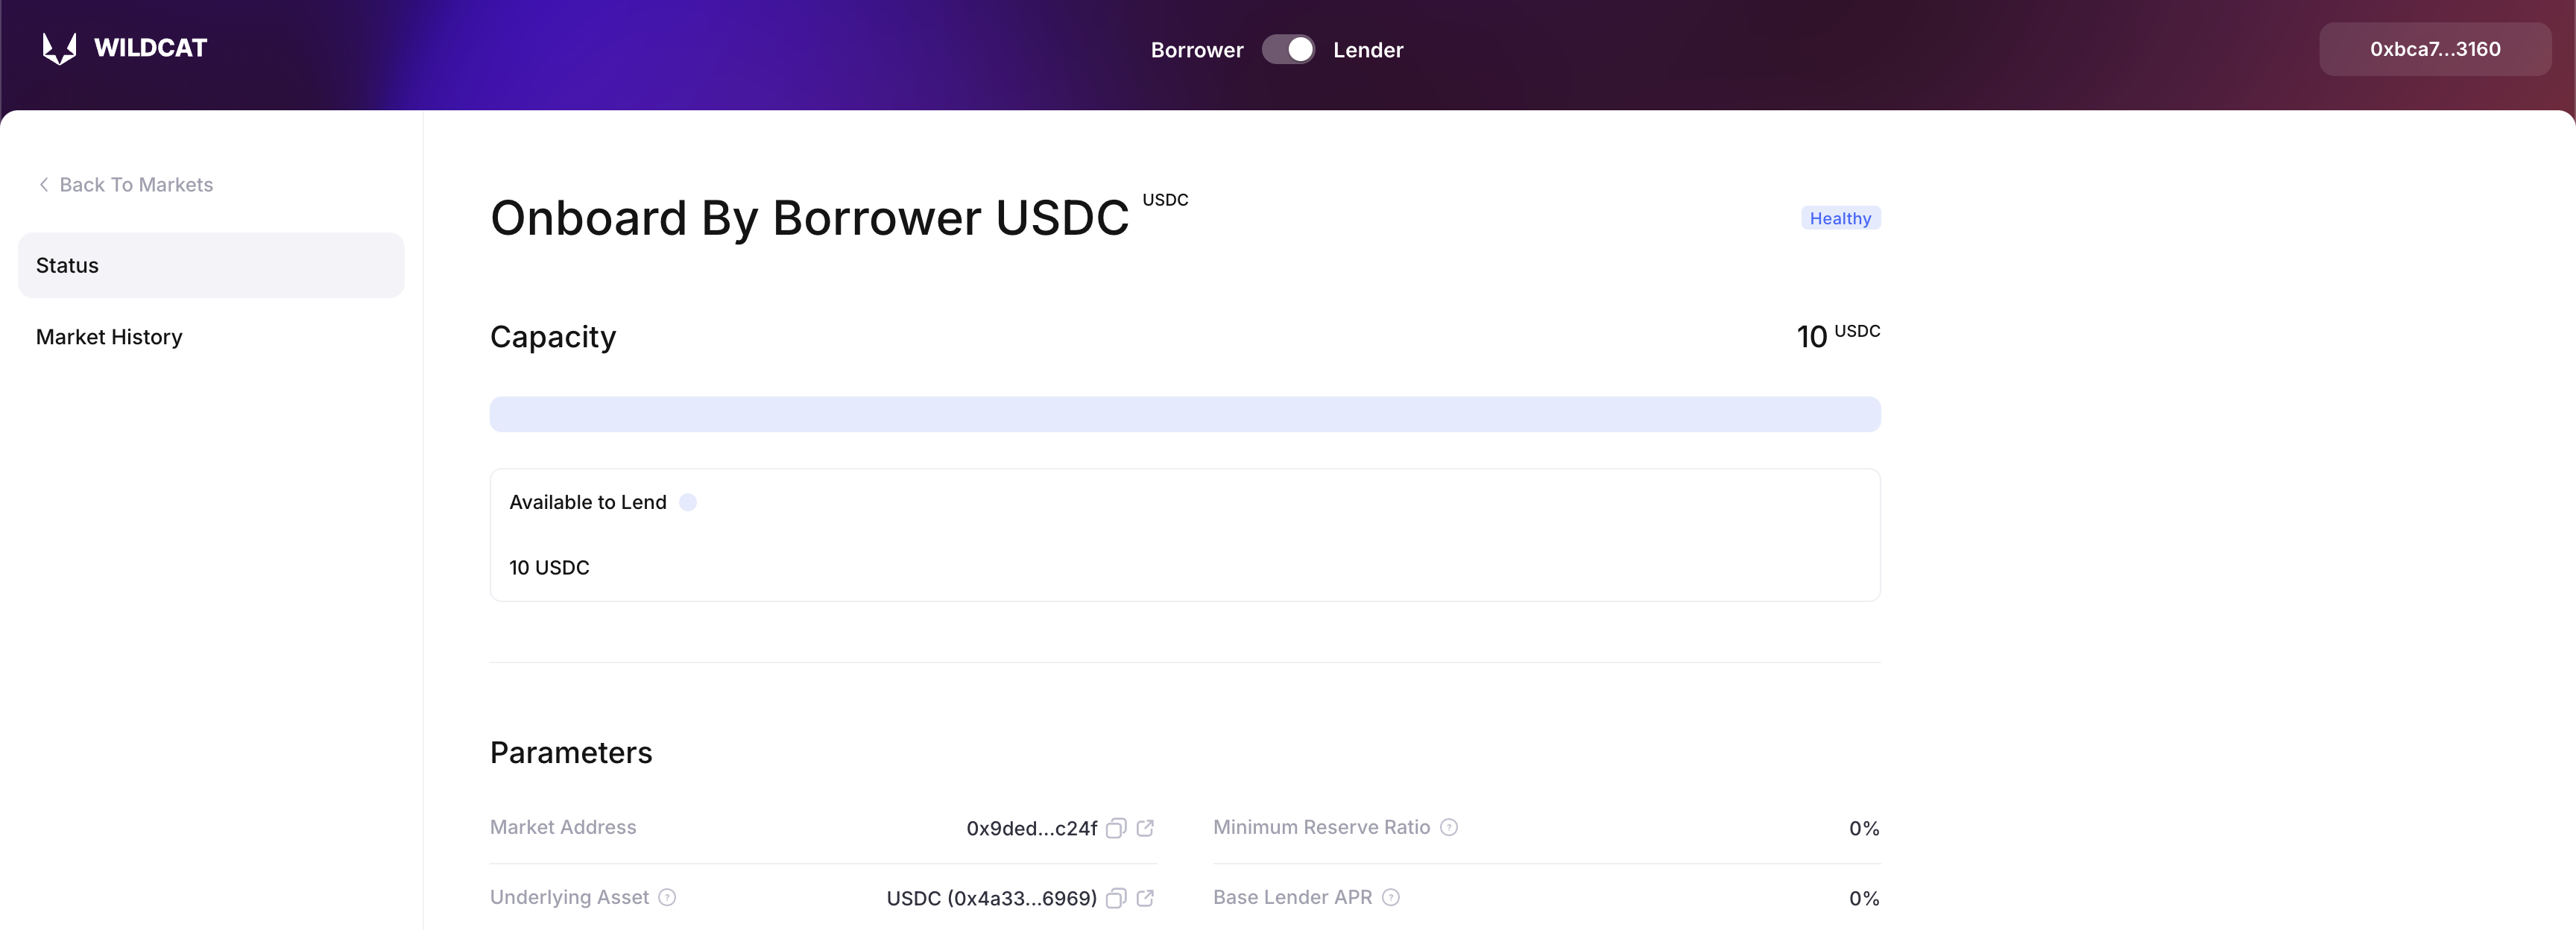 WILDCAT
Borrower Lender
0xbca7...3160
Back To Markets
Status
Market History
Onboard By Borrower USDC USDC
Healthy
Capacity
10 USDC
Available to Lend
10 USDC
Parameters
Market Address 0x9ded...c24f
Minimum Reserve Ratio ? 0%
Underlying Asset ? USDC (0x4a33...6969)
Base Lender APR ? 0%